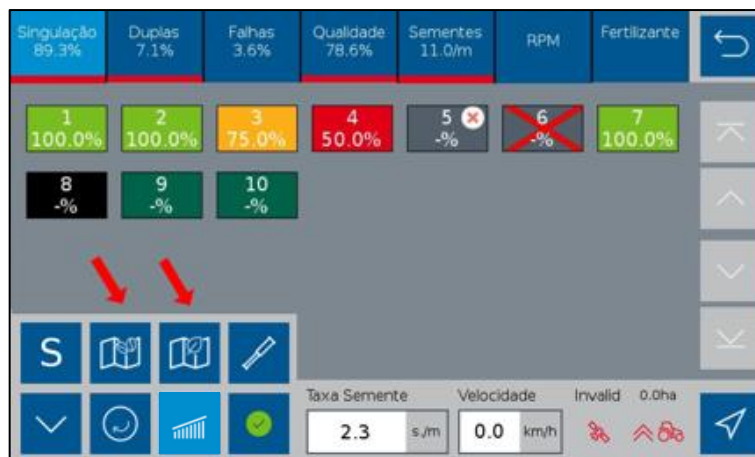 Singulação
89.3%
Duplas
7.1%
Falhas
3.6%
Qualidade
78.6%
Sementes
11.0/m
RPM
Fertilizante
1
100.0%
2
100.0%
3
75.0%
4
50.0%
5
-%
6
-%
7
100.0%
8
-%
9
-%
10
-%
S
Taxa Semente
2.3 s./m
Velocidade
0.0 km/h
Invalid
0.0ha